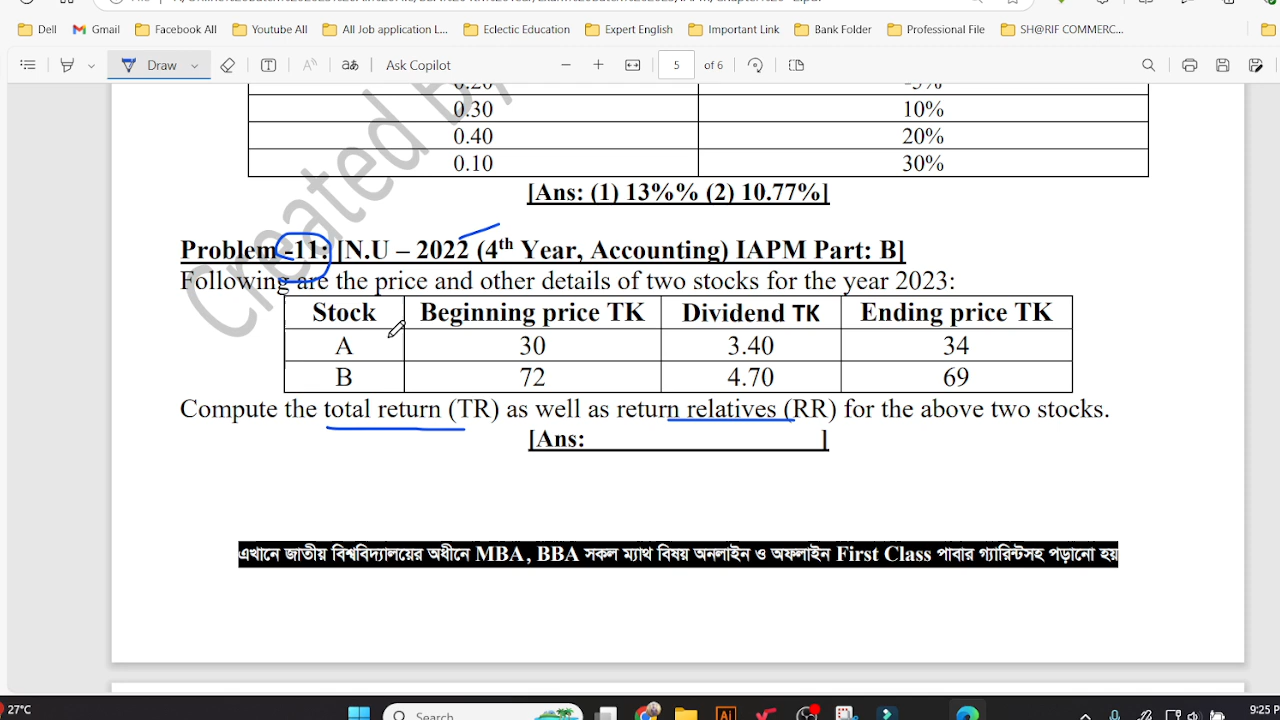 Dell Gmail Facebook All Youtube All All Job application L... Eclectic Education Expert English Important Link Bank Folder Professional File SH@RIF COMMERC...
Draw Ask Copilot 5 of 6
0.20 -5%
0.30 10%
0.40 20%
0.10 30%
[Ans: (1) 13%% (2) 10.77%]
Created by
Problem -11: [N.U – 2022 (4th Year, Accounting) IAPM Part: B]
Following are the price and other details of two stocks for the year 2023:
Stock Beginning price TK Dividend TK Ending price TK
A 30 3.40 34
B 72 4.70 69
Compute the total return (TR) as well as return relatives (RR) for the above two stocks.
[Ans: ]
এখানে জাতীয় বিশ্ববিদ্যালয়ের অধীনে MBA , BBA সকল ম্যাথ বিষয় অনলাইন ও অফলাইন First Class পাবার গ্যারিন্টসহ পড়ানো হয়
27°C Search 9:25 P